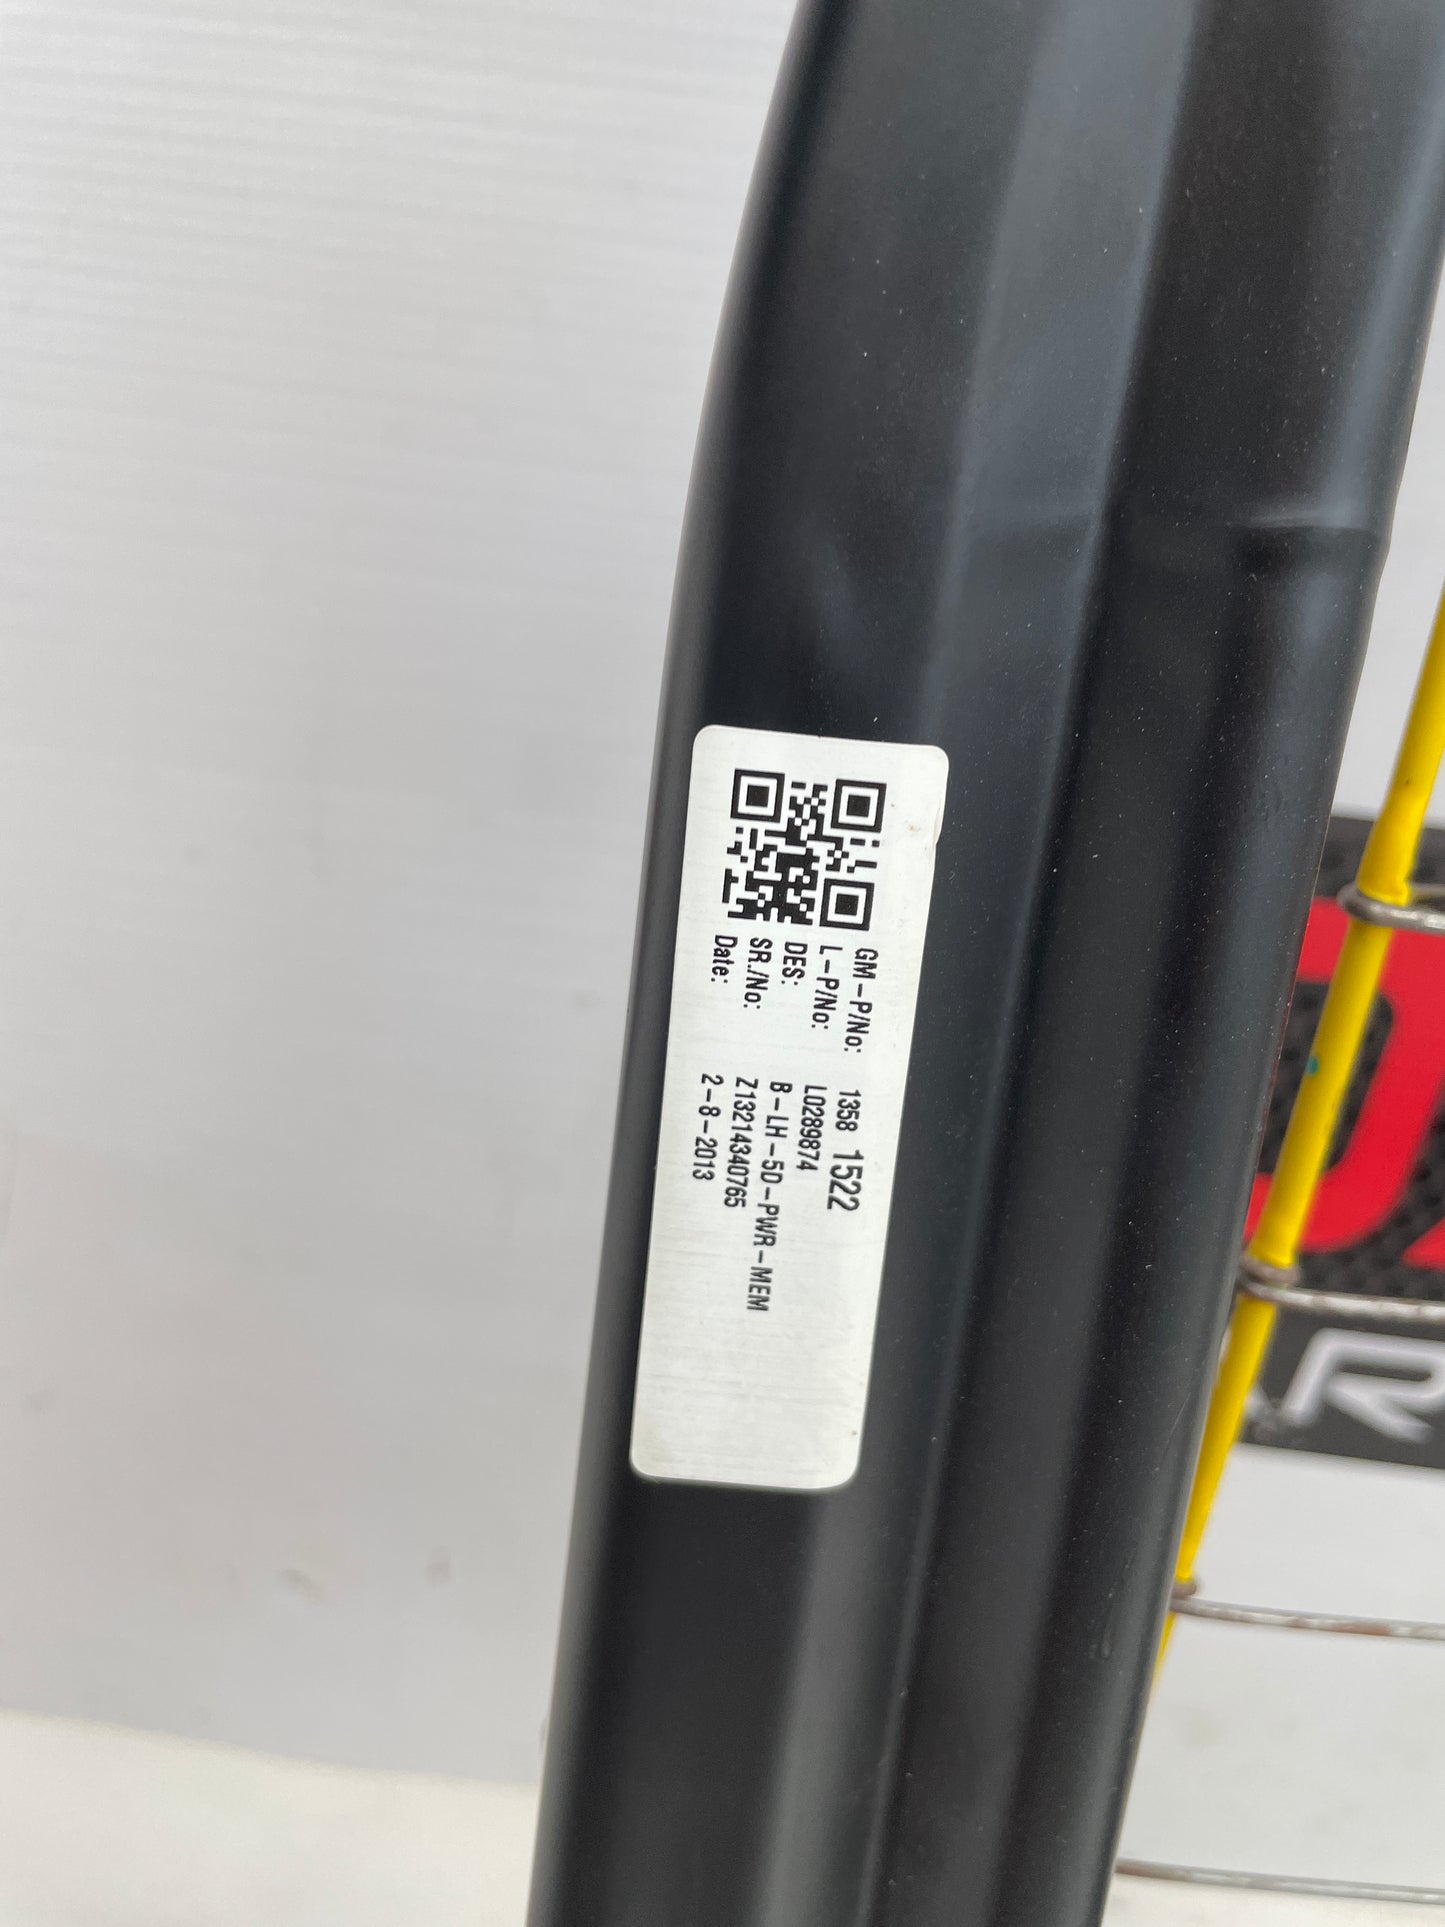 GM-P/No: 1358 1522
L-P/No: L0289874
DES: B-LH-5D-PWR-MEM
SR./No: Z13214340765
Date: 2-8-2013
R